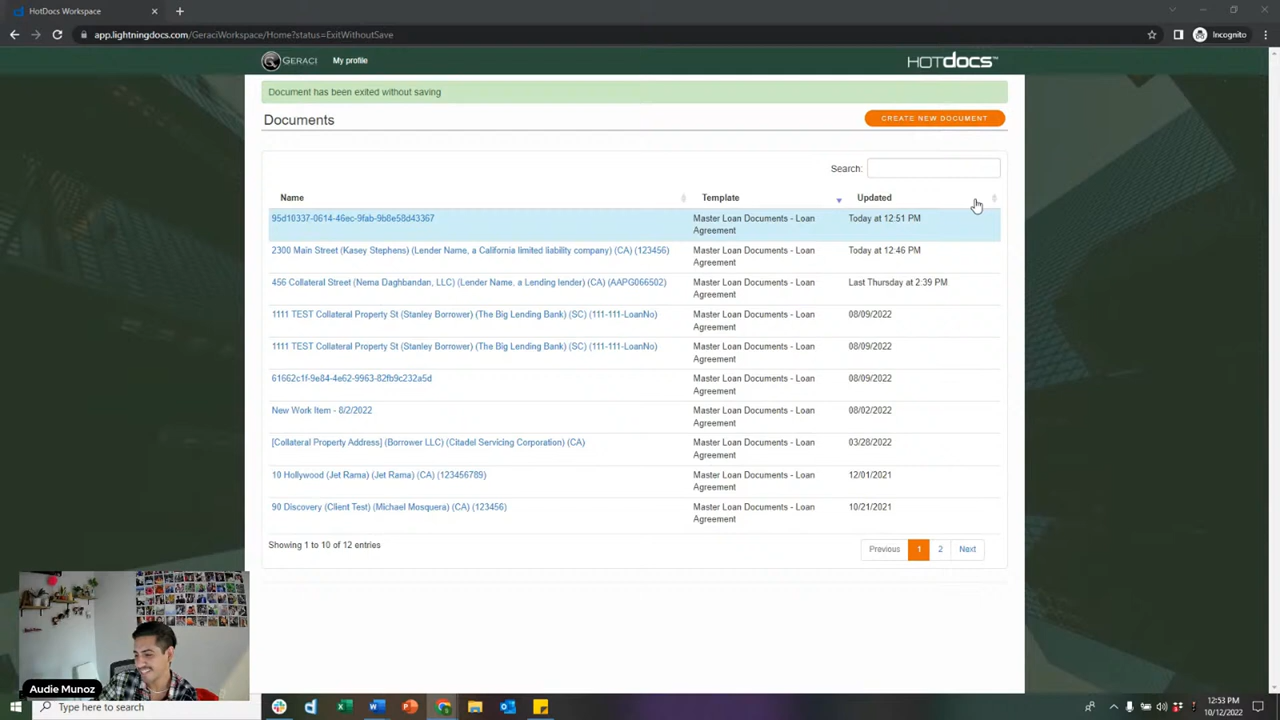 HotDocs Workspace
app.lightningdocs.com/GeraciWorkspace/Home?status=ExitWithoutSave
Incognito
GERACI
My profile
HOTDOCS™
Document has been exited without saving
Documents
CREATE NEW DOCUMENT
Search:
Name Template Updated
95d10337-0614-46ec-9fab-9b8e58d43367 Master Loan Documents - Loan Today at 12:51 PM
Agreement
2300 Main Street (Kasey Stephens) (Lender Name, a California limited liability company) (CA) (123456) Master Loan Documents - Loan Today at 12:46 PM
Agreement
456 Collateral Street (Nema Daghbandan, LLC) (Lender Name, a Lending lender) (CA) (AAPG066502) Master Loan Documents - Loan Last Thursday at 2:39 PM
Agreement
1111 TEST Collateral Property St (Stanley Borrower) (The Big Lending Bank) (SC) (111-111-LoanNo) Master Loan Documents - Loan 08/09/2022
Agreement
1111 TEST Collateral Property St (Stanley Borrower) (The Big Lending Bank) (SC) (111-111-LoanNo) Master Loan Documents - Loan 08/09/2022
Agreement
61662c1f-9e84-4e62-9963-82fb9c232a5d Master Loan Documents - Loan 08/09/2022
Agreement
New Work Item - 8/2/2022 Master Loan Documents - Loan 08/02/2022
Agreement
[Collateral Property Address] (Borrower LLC) (Citadel Servicing Corporation) (CA) Master Loan Documents - Loan 03/28/2022
Agreement
10 Hollywood (Jet Rama) (Jet Rama) (CA) (123456789) Master Loan Documents - Loan 12/01/2021
Agreement
90 Discovery (Client Test) (Michael Mosquera) (CA) (123456) Master Loan Documents - Loan 10/21/2021
Agreement
Showing 1 to 10 of 12 entries
Previous 1 2 Next
Audie Munoz
Type here to search
12:53 PM
10/12/2022